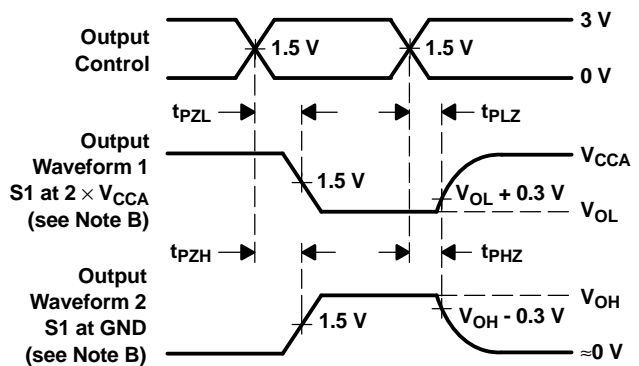 Output
Control
1.5 V
1.5 V
3 V
0 V
tPZL
tPLZ
Output
Waveform 1
S1 at 2 × VCCA
(see Note B)
1.5 V
VCCA
VOL + 0.3 V
VOL
tPZH
tPHZ
Output
Waveform 2
S1 at GND
(see Note B)
1.5 V
VOH
VOH - 0.3 V
≈0 V